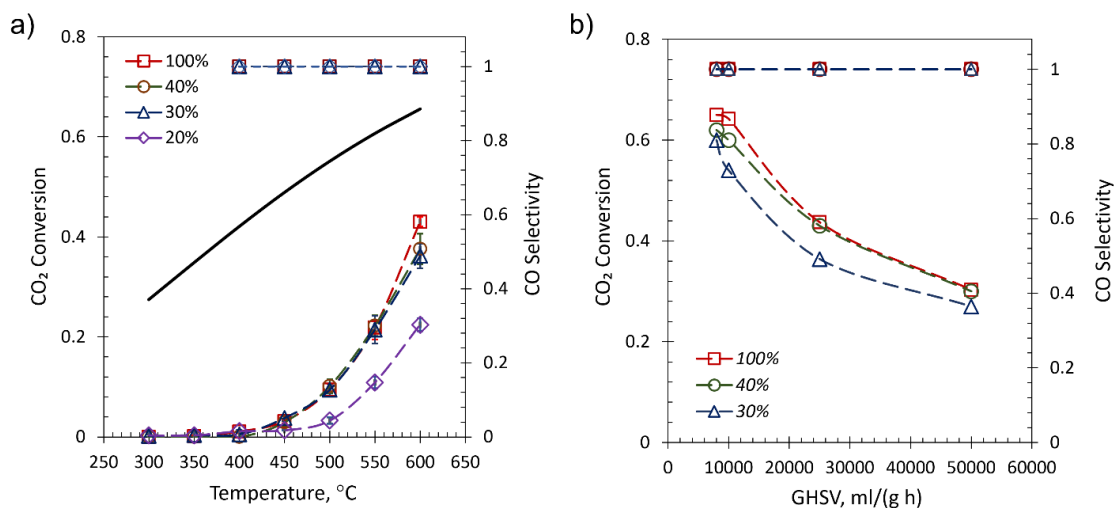 a)
0.8
0.6
0.4
0.2
0
CO₂ Conversion
100%
40%
30%
20%
1
0.8
0.6
0.4
0.2
0
CO Selectivity
250 300 350 400 450 500 550 600 650
Temperature, °C
b)
0.8
0.6
0.4
0.2
0
CO₂ Conversion
100%
40%
30%
1
0.8
0.6
0.4
0.2
0
CO Selectivity
0 10000 20000 30000 40000 50000 60000
GHSV, ml/(g h)